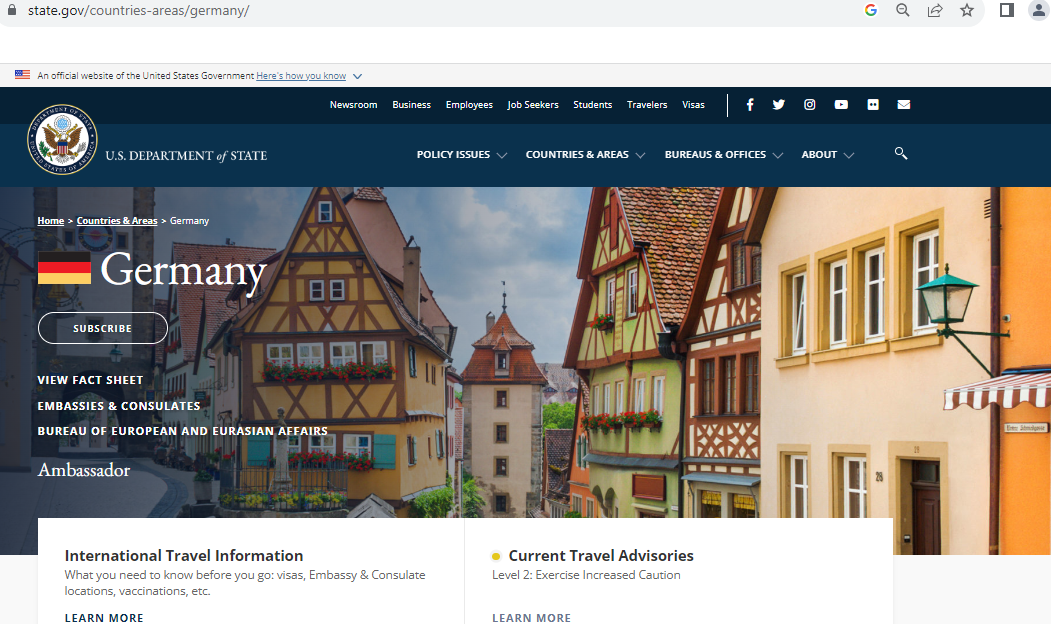 state.gov/countries-areas/germany/
An official website of the United States Government Here's how you know
Newsroom Business Employees Job Seekers Students Travelers Visas
U.S. DEPARTMENT of STATE
POLICY ISSUES COUNTRIES & AREAS BUREAUS & OFFICES ABOUT
Home > Countries & Areas > Germany
Germany
SUBSCRIBE
VIEW FACT SHEET
EMBASSIES & CONSULATES
BUREAU OF EUROPEAN AND EURASIAN AFFAIRS
Ambassador
International Travel Information
What you need to know before you go: visas, Embassy & Consulate
locations, vaccinations, etc.
LEARN MORE
Current Travel Advisories
Level 2: Exercise Increased Caution
LEARN MORE